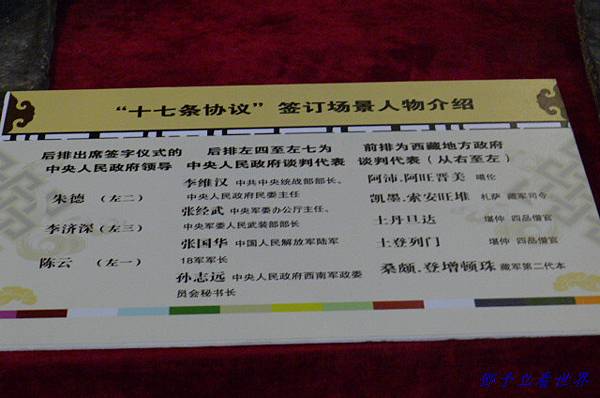 “十七条协议”签订场景人物介绍
后排出席签字仪式的
中央人民政府领导
朱德 （左二）
李济深（左三）
陈云 （左一）
后排左四至左七为
中央人民政府谈判代表
李维汉 中共中央统战部部长、
中央人民政府民委主任
张经武 中央军委办公厅主任、
中央军委人民武装部部长
张国华 中国人民解放军陆军
18军军长
孙志远 中央人民政府西南军政委
员会秘书长
前排为西藏地方政府
谈判代表（从右至左）
阿沛.阿旺晋美 噶伦
凯墨.索安旺堆 札萨 藏军司令
土丹旦达 堪仲 四品僧官
土登列门 堪仲 四品僧官
桑颇.登增顿珠 藏军第二代本
鄧予立看世界